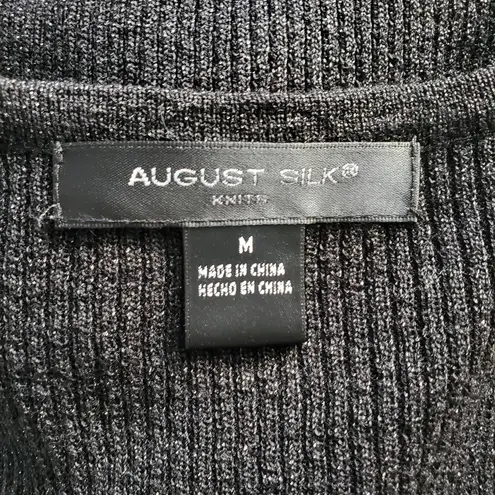 AUGUST SILK®
KNITS
M
MADE IN CHINA
HECHO EN CHINA